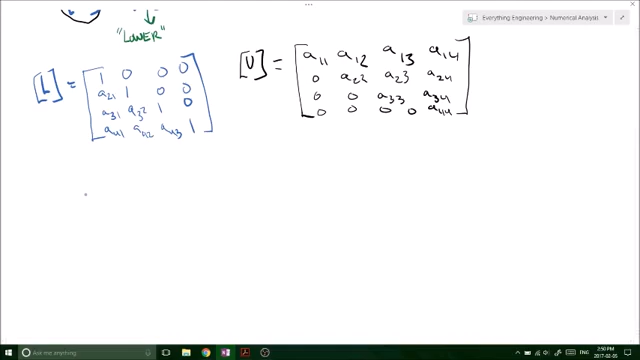 Everything Engineering > Numerical Analysi
"LOWER"
[L] = [1 0 0 0
a21 1 0 0
a31 a32 1 0
a41 a42 a43 1]
[U] = [a11 a12 a13 a14
0 a22 a23 a24
0 0 a33 a34
0 0 0 0 a44]
Ask me anything
2:50 PM
2017-02-05